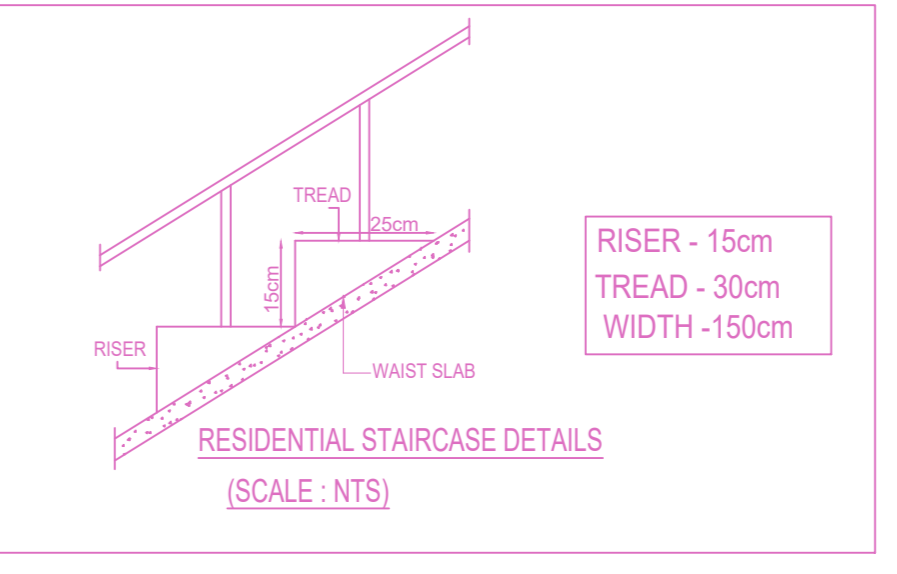 TREAD
25cm
15cm
RISER
WAIST SLAB
RISER - 15cm
TREAD - 30cm
WIDTH -150cm
RESIDENTIAL STAIRCASE DETAILS
(SCALE : NTS)